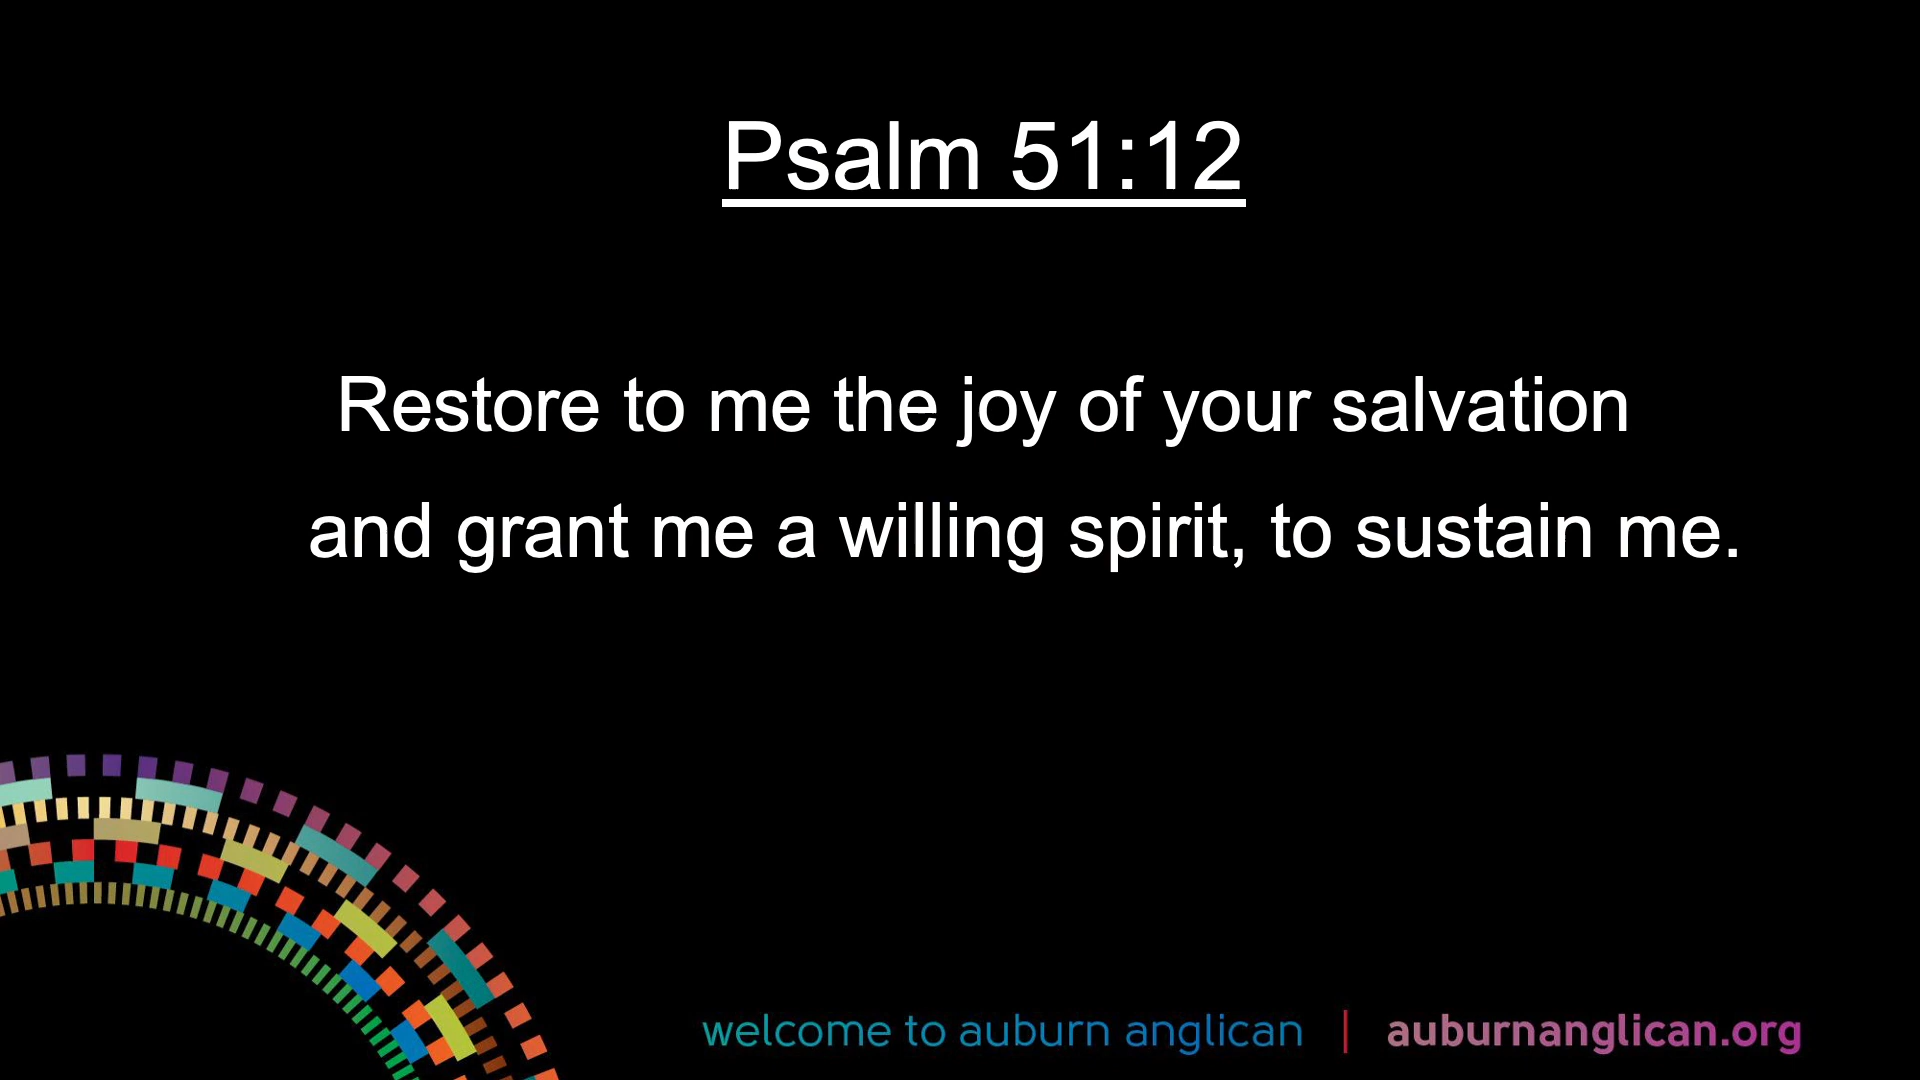 Psalm 51:12
Restore to me the joy of your salvation
and grant me a willing spirit, to sustain me.
welcome to auburn anglican | auburnanglican.org